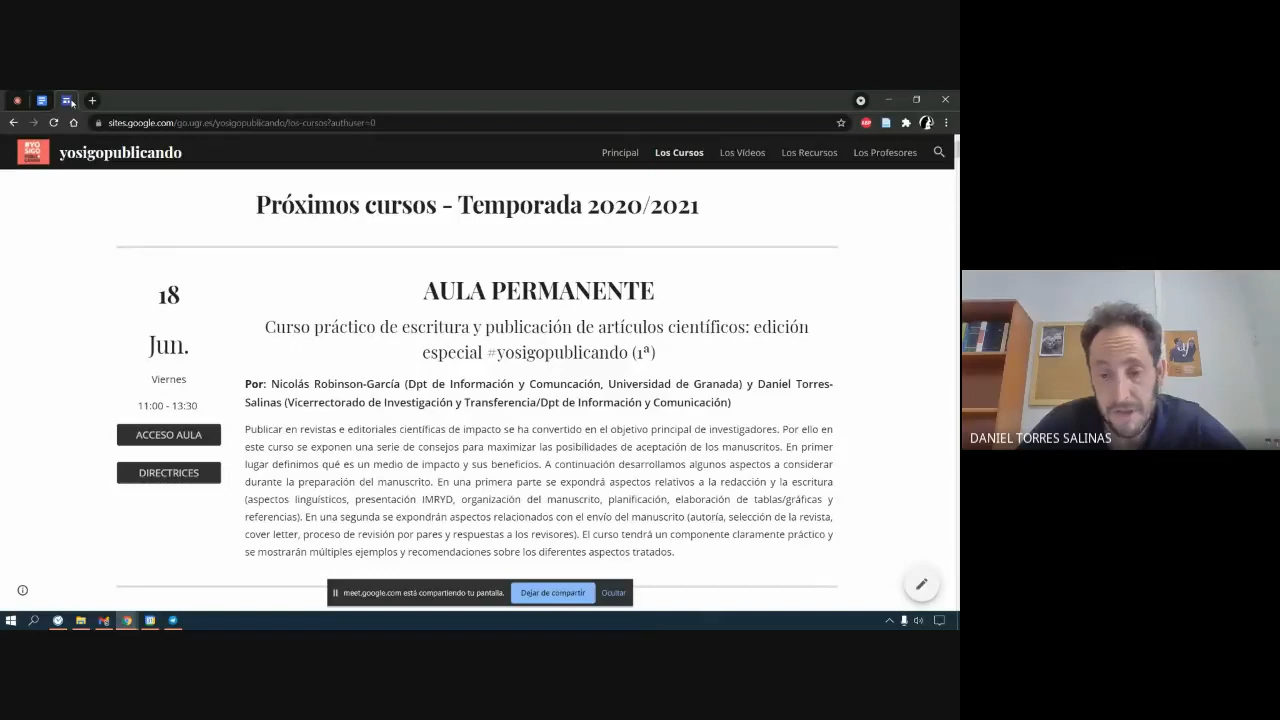 sites.google.com/go.ugr.es/yosigopublicando/los-cursos?authuser=0
ABP
#YO
SIGO
yosigopublicando
Principal
Los Cursos
Los Vídeos
Los Recursos
Los Profesores
Próximos cursos - Temporada 2020/2021
18
Jun.
Viernes
11:00 - 13:30
ACCESO AULA
DIRECTRICES
AULA PERMANENTE
Curso práctico de escritura y publicación de artículos científicos: edición
especial #yosigopublicando (1ª)
Por: Nicolás Robinson-García (Dpt de Información y Comuncación, Universidad de Granada) y Daniel Torres-
Salinas (Vicerrectorado de Investigación y Transferencia/Dpt de Información y Comunicación)
Publicar en revistas e editoriales científicas de impacto se ha convertido en el objetivo principal de investigadores. Por ello en
este curso se exponen una serie de consejos para maximizar las posibilidades de aceptación de los manuscritos. En primer
lugar definimos qué es un medio de impacto y sus beneficios. A continuación desarrollamos algunos aspectos a considerar
durante la preparación del manuscrito. En una primera parte se expondrá aspectos relativos a la redacción y la escritura
(aspectos linguísticos, presentación IMRYD, organización del manuscrito, planificación, elaboración de tablas/gráficas y
referencias). En una segunda se expondrán aspectos relacionados con el envío del manuscrito (autoría, selección de la revista,
cover letter, proceso de revisión por pares y respuestas a los revisores). El curso tendrá un componente claramente práctico y
se mostrarán múltiples ejemplos y recomendaciones sobre los diferentes aspectos tratados.
meet.google.com está compartiendo tu pantalla.
Dejar de compartir
Ocultar
DANIEL TORRES SALINAS